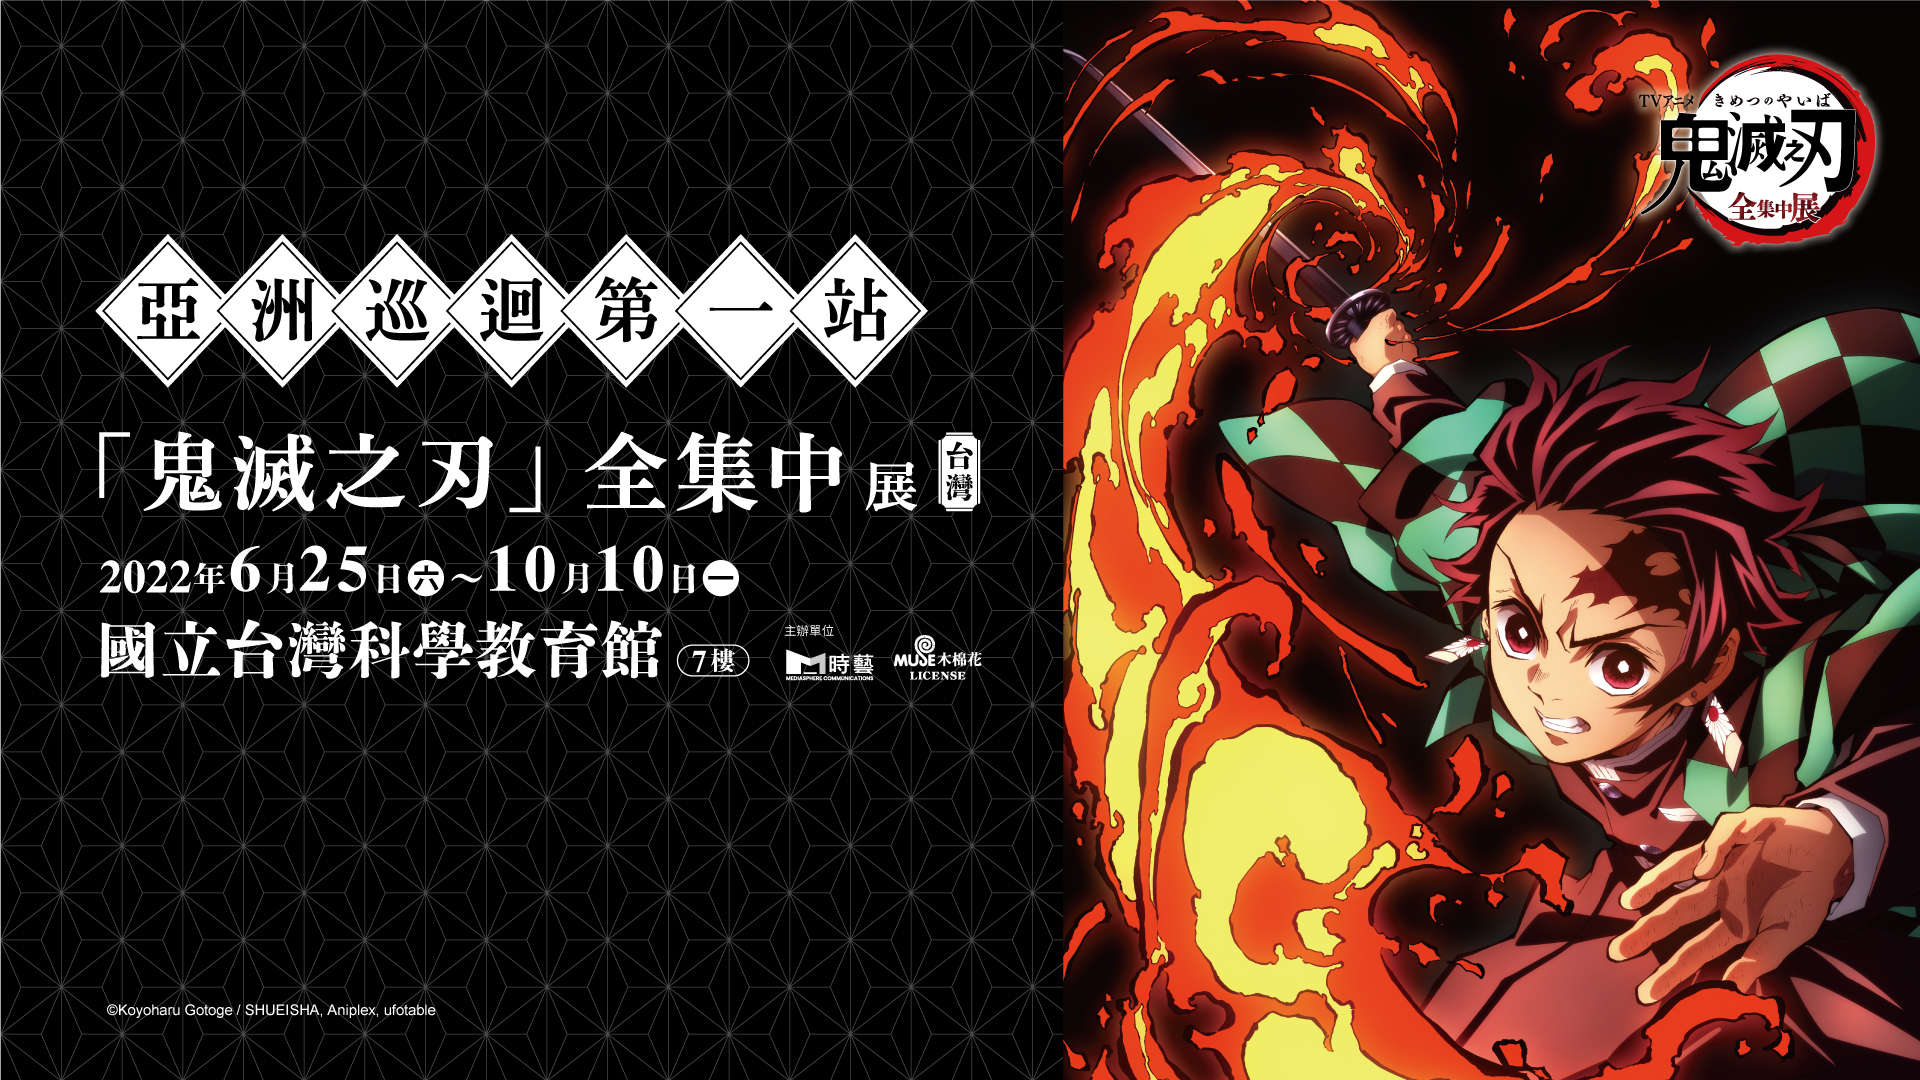 亞洲巡迴第一站
「鬼滅之刃」全集中展 台灣
2022年6月25日㊅～10月10日㊀
國立台灣科學教育館 7樓
主辦單位
時藝
MEDIASPHERE COMMUNICATIONS
MUSE木棉花
LICENSE
©Koyoharu Gotoge / SHUEISHA, Aniplex, ufotable
TVアニメ きめつのやいば
鬼滅之刃
全集中展